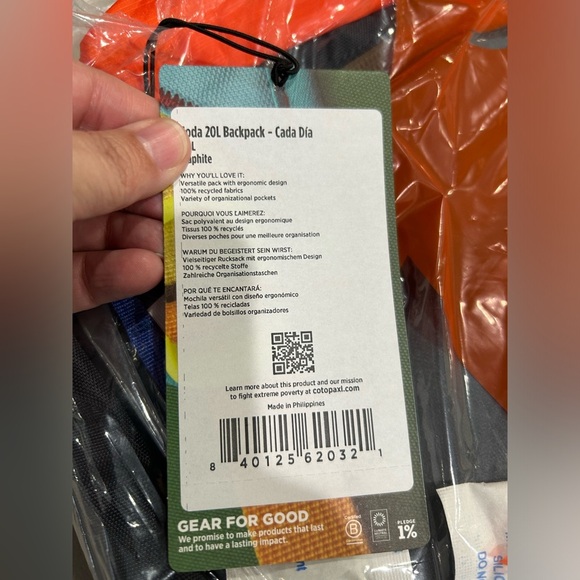 oda 20L Backpack - Cada Día
L
aphite
WHY YOU'LL LOVE IT:
Versatile pack with ergonomic design
100% recycled fabrics
Variety of organizational pockets
POURQUOI VOUS L'AIMEREZ:
Sac polyvalent au design ergonomique
Tissus 100 % recyclés
Diverses poches pour une meilleure organisation
WARUM DU BEGEISTERT SEIN WIRST:
Vielseitiger Rucksack mit ergonomischem Design
100 % recycelte Stoffe
Zahlreiche Organisationstaschen
POR QUÉ TE ENCANTARÁ:
Mochila versátil con diseño ergonómico
Telas 100 % recicladas
Variedad de bolsillos organizadores
Learn more about this product and our mission
to fight extreme poverty at cotopaxi.com
Made in Philippines
8 40125 62032 1
GEAR FOR GOOD
We promise to make products that last
and to have a lasting impact.
B
PLEDGE
1%